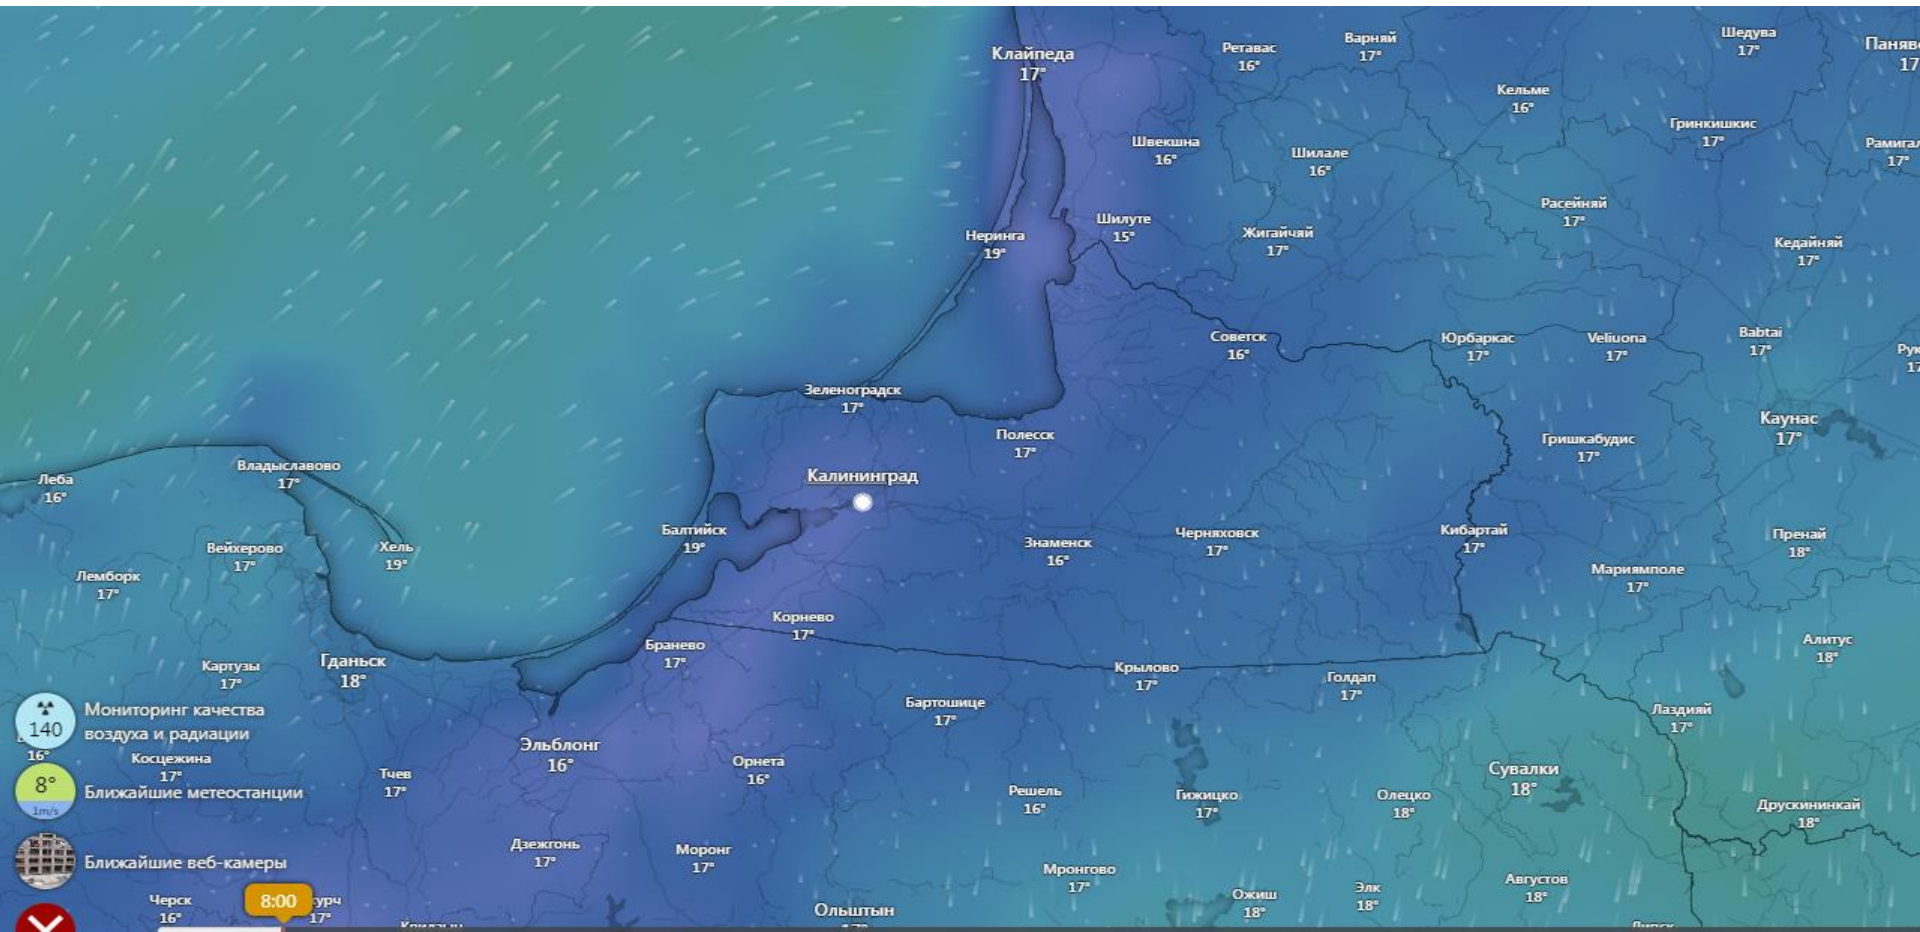 Шедува
17°
Варняй
17°
Ретавас
16°
Клайпеда
17°
Кельме
16°
Гринкишкис
17°
Швекшна
16°
Шилале
16°
17°
Расейняй
17°
Шилуте
15°
Жигайчяй
17°
Неринга
19°
Кедайняй
17°
Советск
16°
Юрбаркас
17°
Veliuona
17°
Babtai
17°
Зеленоградск
17°
Полесск
17°
Каунас
17°
Гришкабудис
17°
Владыславово
17°
Леба
16°
Калининград
Балтийск
19°
Знаменск
16°
Черняховск
17°
Кибартай
17°
Пренай
18°
Вейхерово
17°
Хель
19°
Лемборк
17°
Мариямполе
17°
Корнево
17°
Бранево
17°
Алитус
18°
Картузы
17°
Гданьск
18°
Крылово
17°
Голдап
17°
Бартошице
17°
Лаздияй
17°
140
Мониторинг качества
воздуха и радиации
16°
Косцежина
17°
Эльблонг
16°
Орнета
16°
Тчев
17°
Сувалки
18°
8°
1m/s
Ближайшие метеостанции
Решель
16°
Гижицко
17°
Олецко
18°
Друскининкай
18°
Дзежгонь
17°
Моронг
17°
Ближайшие веб-камеры
Мронгово
17°
Ожиш
18°
Элк
18°
Августов
18°
Черск
16°
8:00
17°
Ольштын